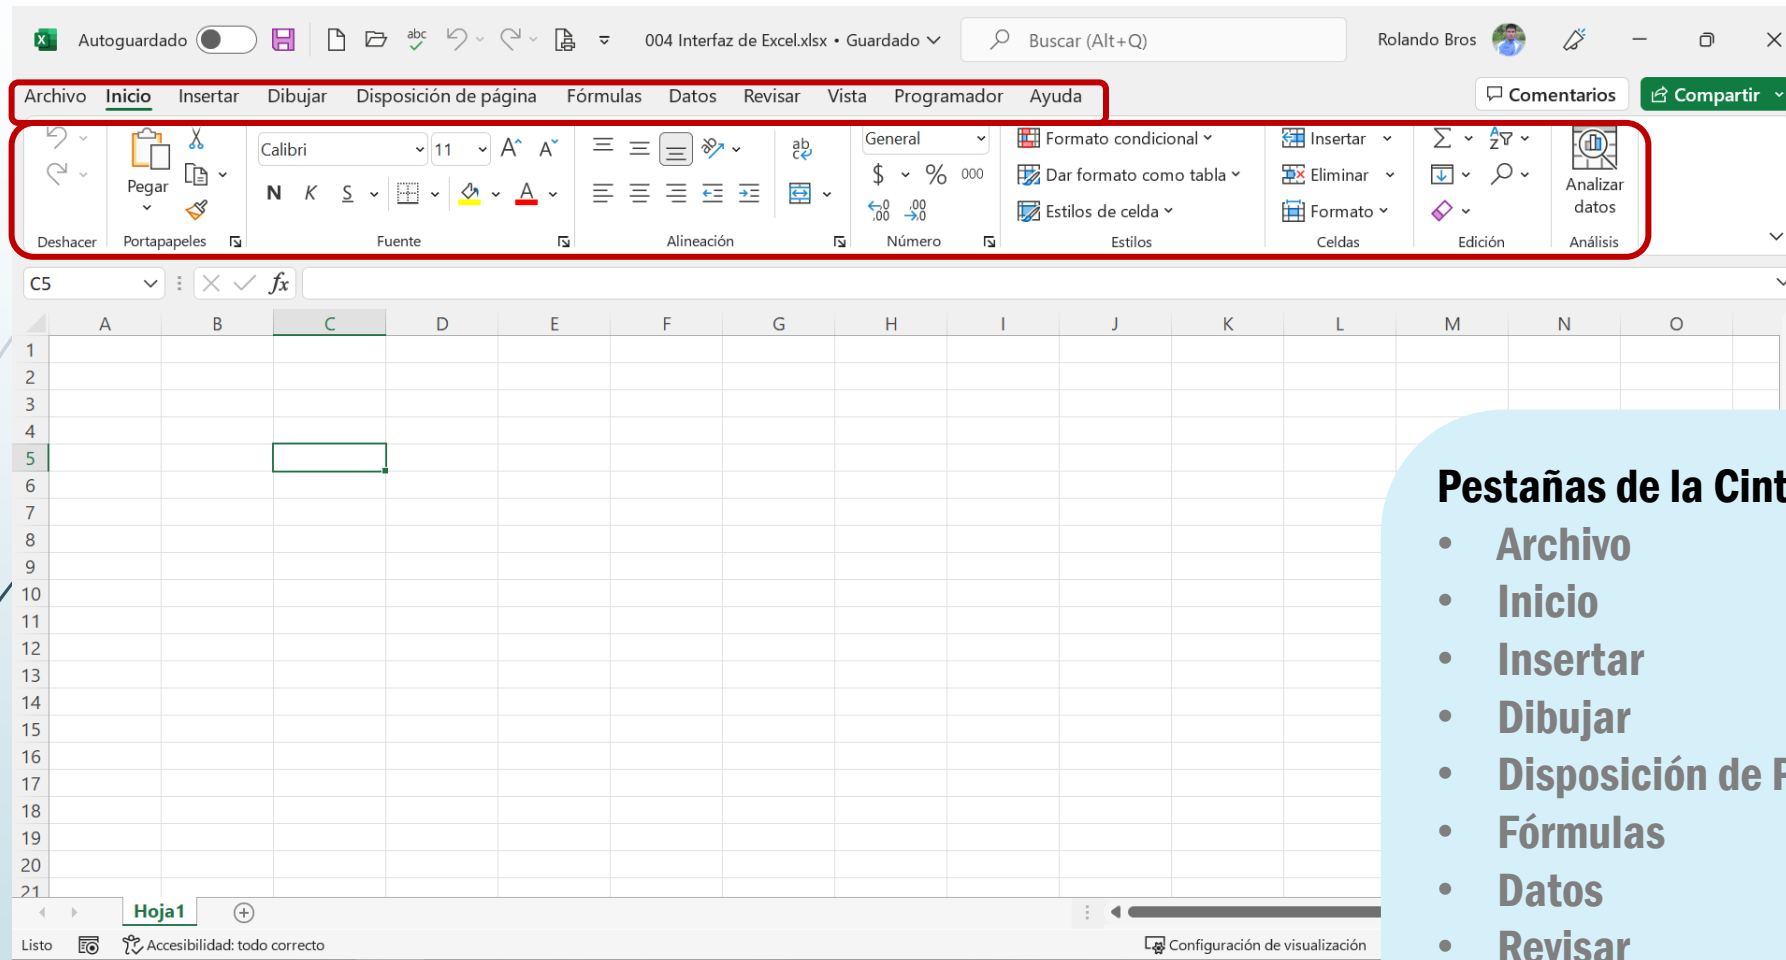 Autoguardado 004 Interfaz de Excel.xlsx • Guardado Buscar (Alt+Q) Rolando Bros
Archivo Inicio Insertar Dibujar Disposición de página Fórmulas Datos Revisar Vista Programador Ayuda Comentarios Compartir
Calibri 11 General Formato condicional Insertar
Pegar $ % 000 Dar formato como tabla Eliminar Analizar
N K S A Estilos de celda Formato datos
Deshacer Portapapeles Fuente Alineación Número Estilos Celdas Edición Análisis
C5 fx
A B C D E F G H I J K L M N O
1
2
3
4
5
6
7
8
9
10
11
12
13
14
15
16
17
18
19
20
21
Pestañas de la Cint
• Archivo
• Inicio
• Insertar
• Dibujar
• Disposición de P
• Fórmulas
• Datos
• Revisar
Hoja1
Listo Accesibilidad: todo correcto Configuración de visualización